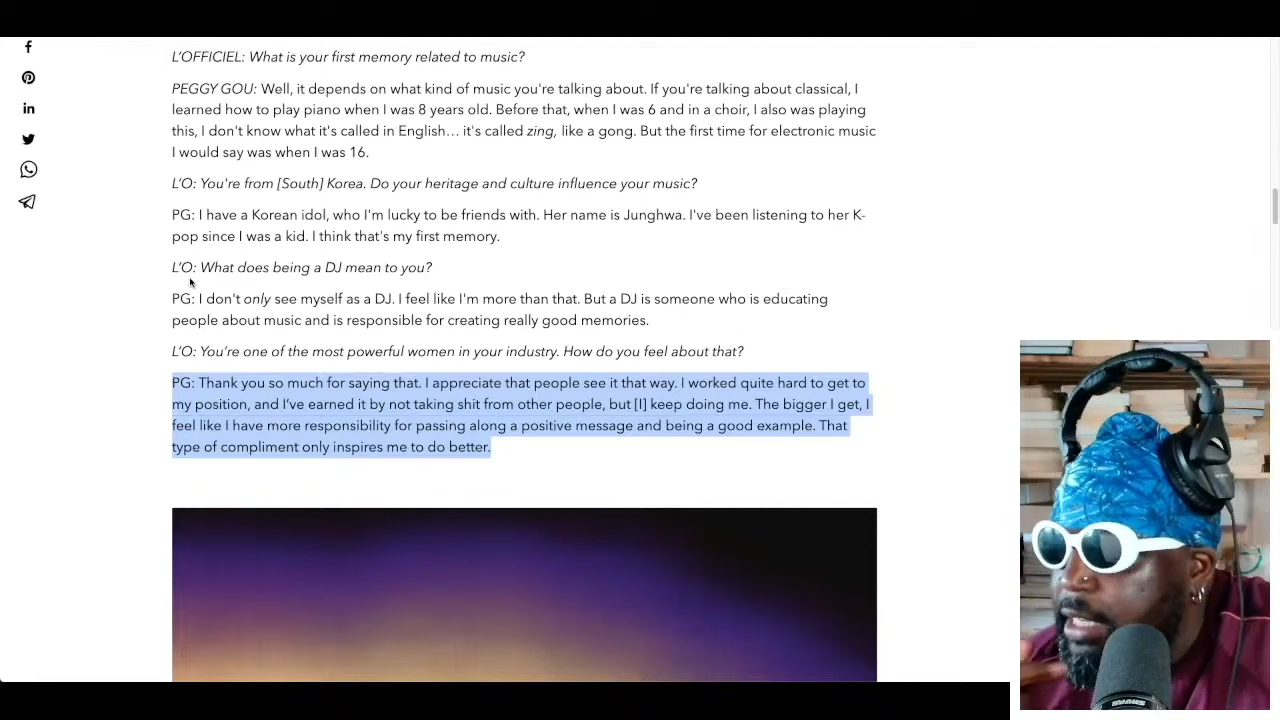 L'OFFICIEL: What is your first memory related to music?
PEGGY GOU: Well, it depends on what kind of music you're talking about. If you're talking about classical, I
learned how to play piano when I was 8 years old. Before that, when I was 6 and in a choir, I also was playing
this, I don't know what it's called in English… it's called zing, like a gong. But the first time for electronic music
I would say was when I was 16.
L'O: You're from [South] Korea. Do your heritage and culture influence your music?
PG: I have a Korean idol, who I'm lucky to be friends with. Her name is Junghwa. I've been listening to her K-
pop since I was a kid. I think that's my first memory.
L'O: What does being a DJ mean to you?
PG: I don't only see myself as a DJ. I feel like I'm more than that. But a DJ is someone who is educating
people about music and is responsible for creating really good memories.
L'O: You're one of the most powerful women in your industry. How do you feel about that?
PG: Thank you so much for saying that. I appreciate that people see it that way. I worked quite hard to get to
my position, and I've earned it by not taking shit from other people, but [I] keep doing me. The bigger I get, I
feel like I have more responsibility for passing along a positive message and being a good example. That
type of compliment only inspires me to do better.